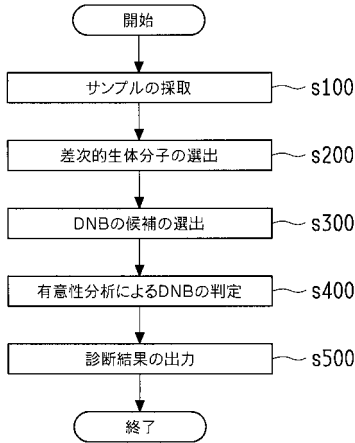 開始
サンプルの採取
s100
差次的生体分子の選出
s200
DNBの候補の選出
s300
有意性分析によるDNBの判定
s400
診断結果の出力
s500
終了